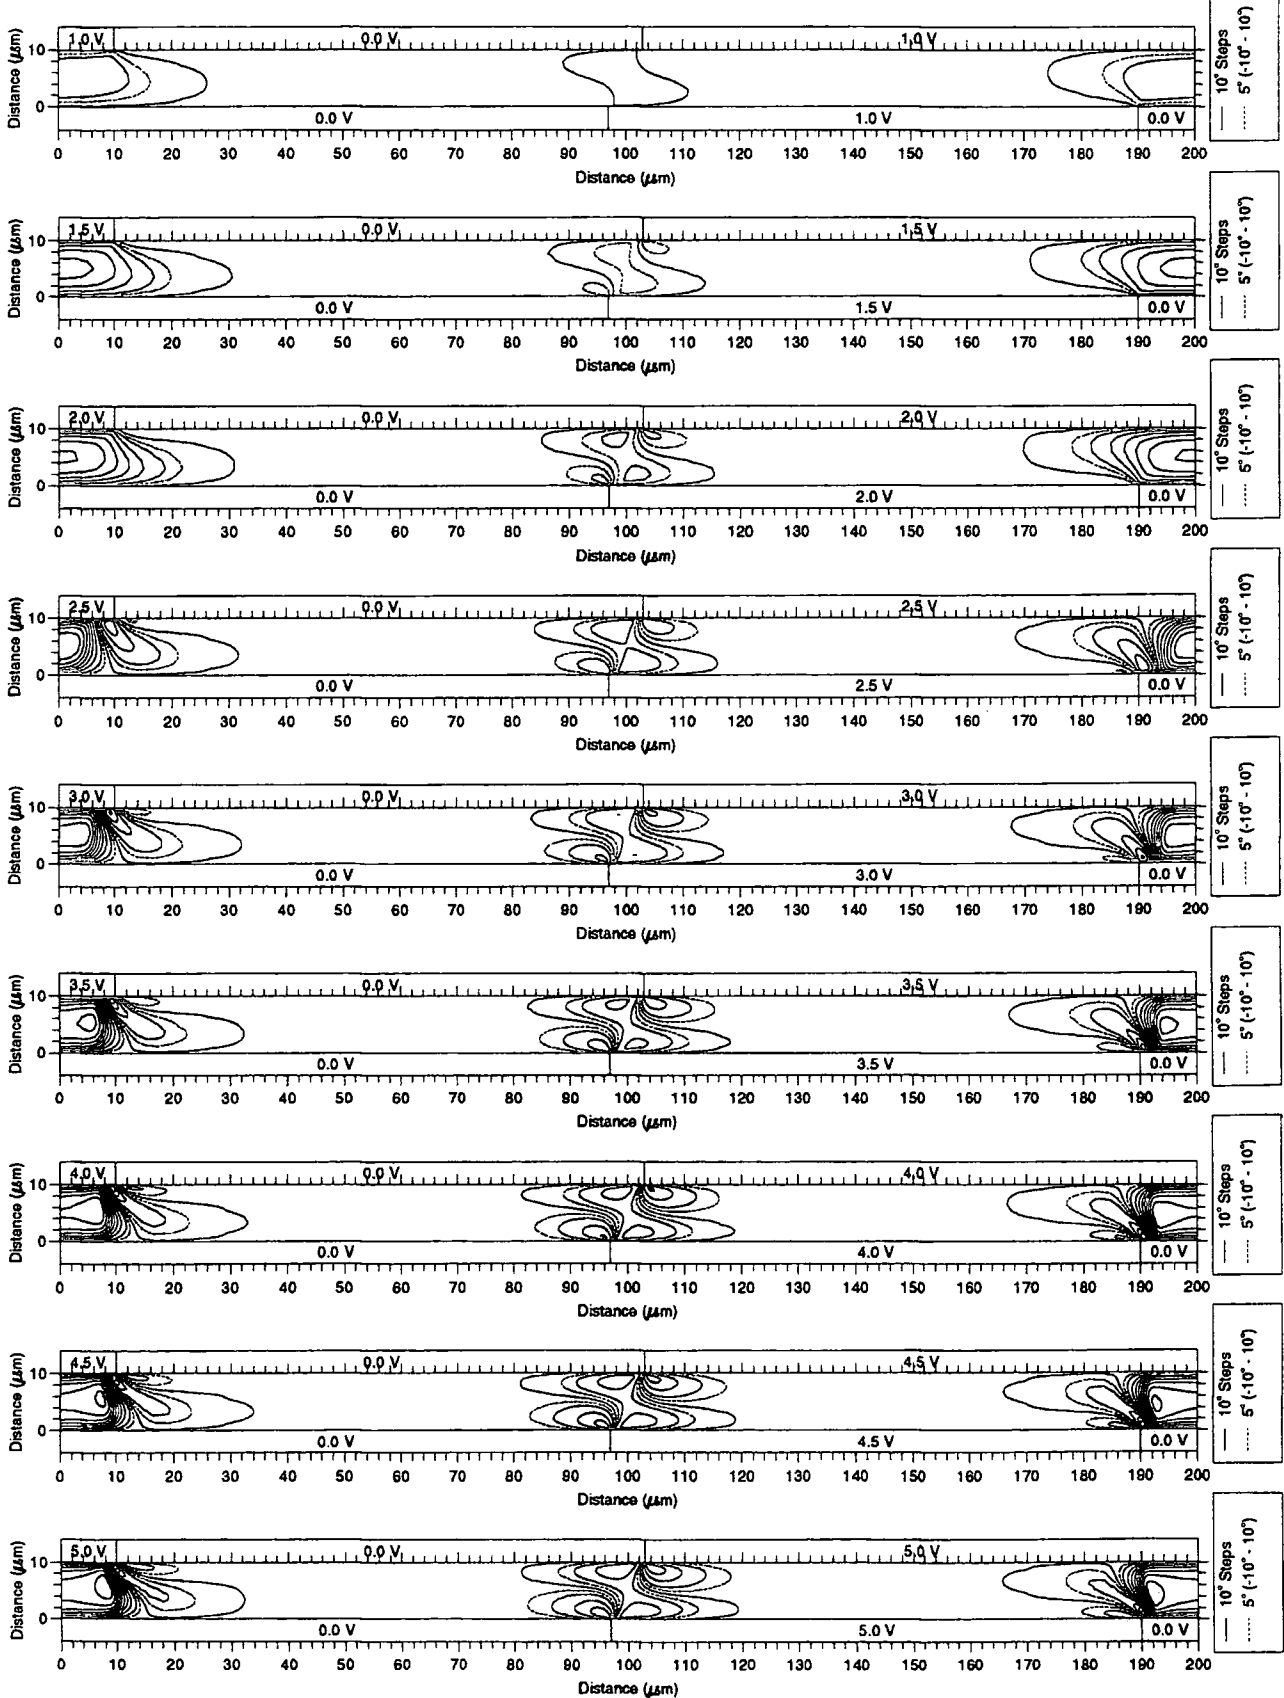 1.0 V 0.0 V 1.0 V
Distance (µm)
10
0
0.0 V 1.0 V 0.0 V
0 10 20 30 40 50 60 70 80 90 100 110 120 130 140 150 160 170 180 190 200
Distance (µm)
10° Steps
5° (-10° - 10°)
1.5 V 0.0 V 1.5 V
Distance (µm)
10
0
0.0 V 1.5 V 0.0 V
0 10 20 30 40 50 60 70 80 90 100 110 120 130 140 150 160 170 180 190 200
Distance (µm)
10° Steps
5° (-10° - 10°)
2.0 V 0.0 V 2.0 V
Distance (µm)
10
0
0.0 V 2.0 V 0.0 V
0 10 20 30 40 50 60 70 80 90 100 110 120 130 140 150 160 170 180 190 200
Distance (µm)
10° Steps
5° (-10° - 10°)
2.5 V 0.0 V 2.5 V
Distance (µm)
10
0
0.0 V 2.5 V 0.0 V
0 10 20 30 40 50 60 70 80 90 100 110 120 130 140 150 160 170 180 190 200
Distance (µm)
10° Steps
5° (-10° - 10°)
3.0 V 0.0 V 3.0 V
Distance (µm)
10
0
0.0 V 3.0 V 0.0 V
0 10 20 30 40 50 60 70 80 90 100 110 120 130 140 150 160 170 180 190 200
Distance (µm)
10° Steps
5° (-10° - 10°)
3.5 V 0.0 V 3.5 V
Distance (µm)
10
0
0.0 V 3.5 V 0.0 V
0 10 20 30 40 50 60 70 80 90 100 110 120 130 140 150 160 170 180 190 200
Distance (µm)
10° Steps
5° (-10° - 10°)
4.0 V 0.0 V 4.0 V
Distance (µm)
10
0
0.0 V 4.0 V 0.0 V
0 10 20 30 40 50 60 70 80 90 100 110 120 130 140 150 160 170 180 190 200
Distance (µm)
10° Steps
5° (-10° - 10°)
4.5 V 0.0 V 4.5 V
Distance (µm)
10
0
0.0 V 4.5 V 0.0 V
0 10 20 30 40 50 60 70 80 90 100 110 120 130 140 150 160 170 180 190 200
Distance (µm)
10° Steps
5° (-10° - 10°)
5.0 V 0.0 V 5.0 V
Distance (µm)
10
0
0.0 V 5.0 V 0.0 V
0 10 20 30 40 50 60 70 80 90 100 110 120 130 140 150 160 170 180 190 200
Distance (µm)
10° Steps
5° (-10° - 10°)